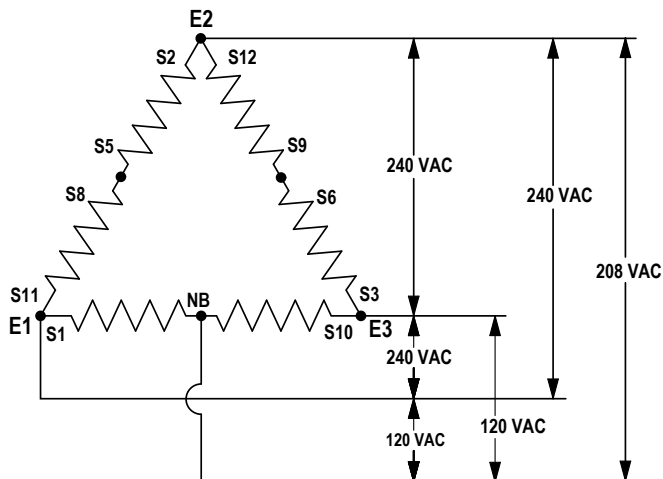 E2
S2
S12
S5
S9
S8
S6
240 VAC
240 VAC
208 VAC
S11
S3
NB
E1
S1
S10
E3
240 VAC
120 VAC
120 VAC